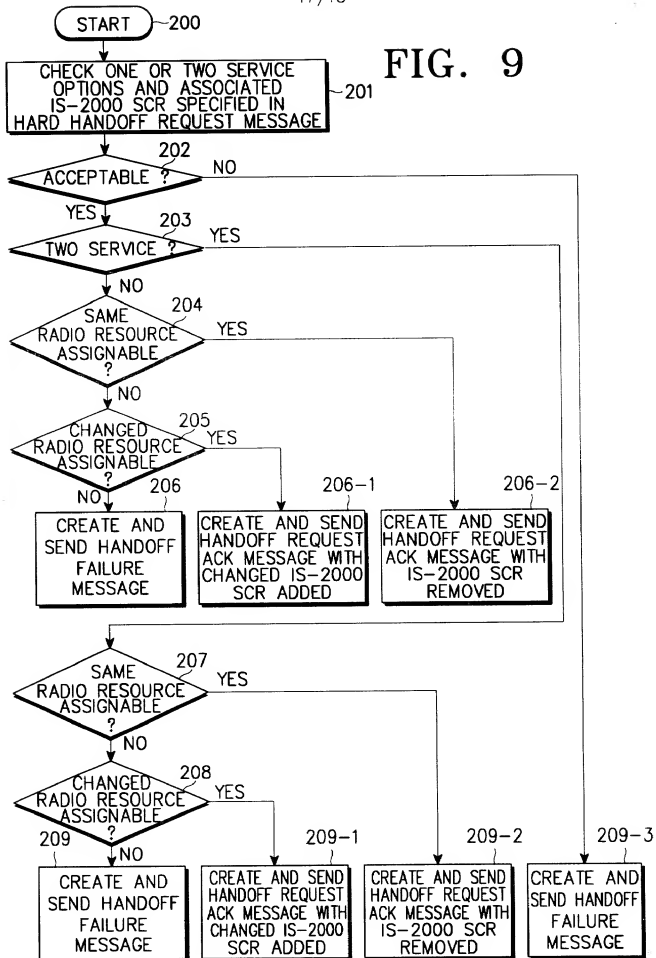 START
200
FIG. 9
CHECK ONE OR TWO SERVICE
OPTIONS AND ASSOCIATED
IS-2000 SCR SPECIFIED IN
HARD HANDOFF REQUEST MESSAGE
201
202
ACCEPTABLE ?
NO
YES
203
TWO SERVICE ?
YES
NO
204
SAME
RADIO RESOURCE
ASSIGNABLE
?
YES
NO
205
CHANGED
RADIO RESOURCE
ASSIGNABLE
?
YES
NO
206
CREATE AND
SEND HANDOFF
FAILURE
MESSAGE
206-1
CREATE AND SEND
HANDOFF REQUEST
ACK MESSAGE WITH
CHANGED IS-2000
SCR ADDED
206-2
CREATE AND SEND
HANDOFF REQUEST
ACK MESSAGE WITH
IS-2000 SCR
REMOVED
207
SAME
RADIO RESOURCE
ASSIGNABLE
?
YES
NO
208
CHANGED
RADIO RESOURCE
ASSIGNABLE
?
YES
NO
209
CREATE AND
SEND HANDOFF
FAILURE
MESSAGE
209-1
CREATE AND SEND
HANDOFF REQUEST
ACK MESSAGE WITH
CHANGED IS-2000
SCR ADDED
209-2
CREATE AND SEND
HANDOFF REQUEST
ACK MESSAGE WITH
IS-2000 SCR
REMOVED
209-3
CREATE AND
SEND HANDOFF
FAILURE
MESSAGE